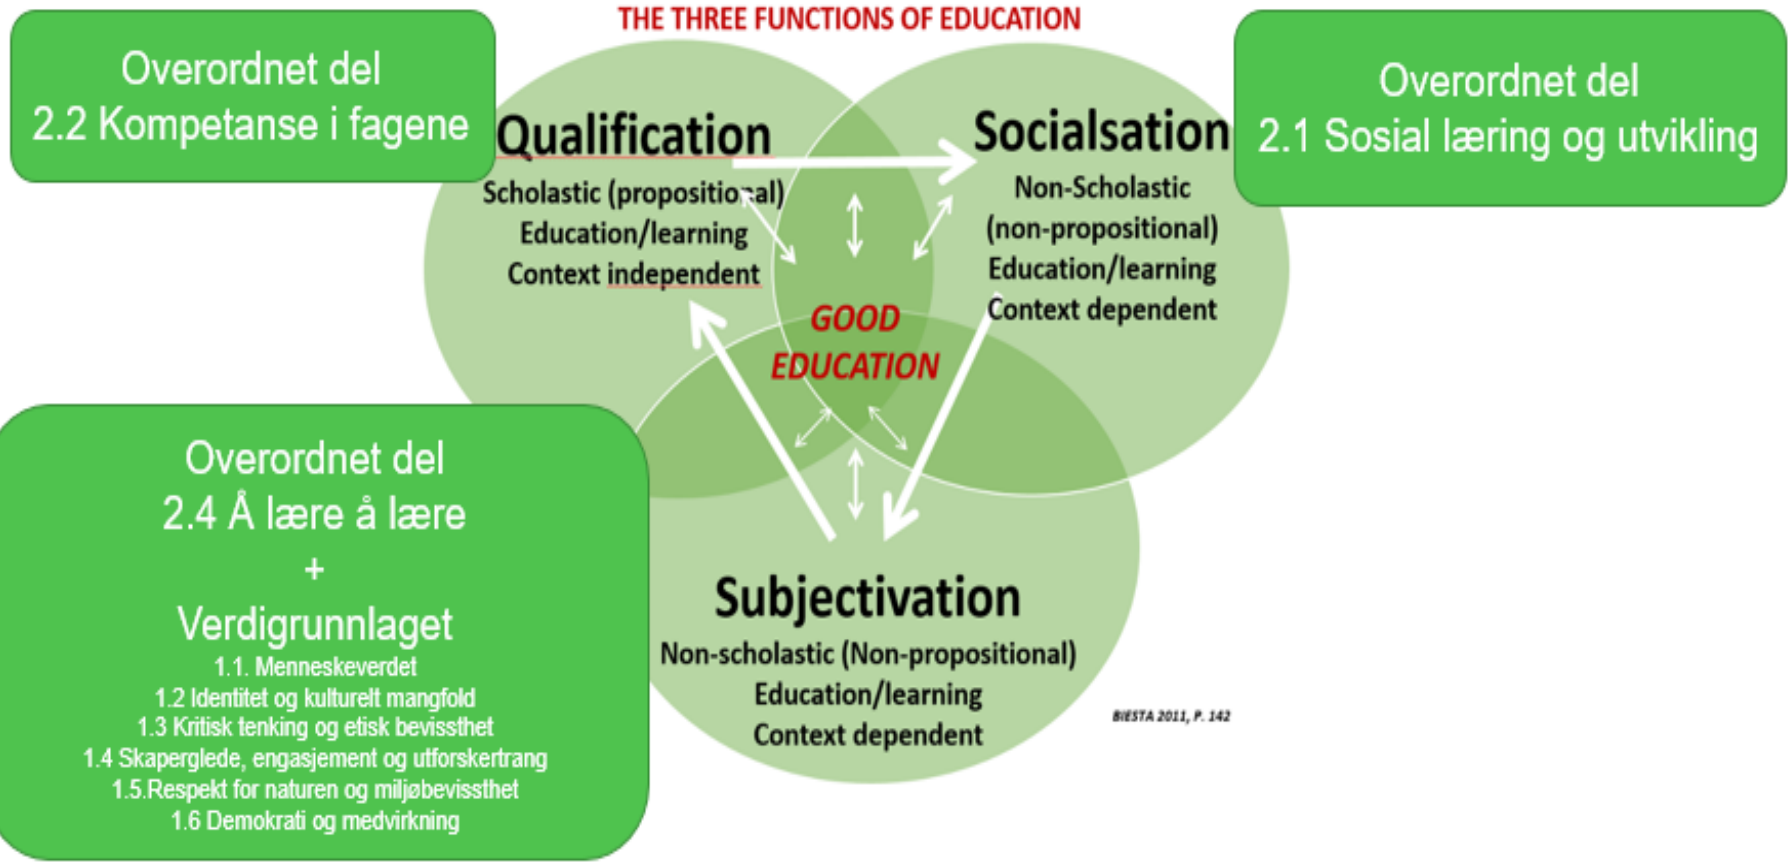 THE THREE FUNCTIONS OF EDUCATION
Overordnet del
2.2 Kompetanse i fagene
Qualification
Scholastic (propositional)
Education/learning
Context independent
Socialsation
Non-Scholastic
(non-propositional)
Education/learning
Context dependent
Overordnet del
2.1 Sosial læring og utvikling
GOOD
EDUCATION
Overordnet del
2.4 Å lære å lære
+
Verdigrunnlaget
1.1. Menneskeverdet
1.2 Identitet og kulturelt mangfold
1.3 Kritisk tenking og etisk bevissthet
1.4 Skaperglede, engasjement og utforskertrang
1.5.Respekt for naturen og miljøbevissthet
1.6 Demokrati og medvirkning
Subjectivation
Non-scholastic (Non-propositional)
Education/learning
Context dependent
BIESTA 2011, P. 142